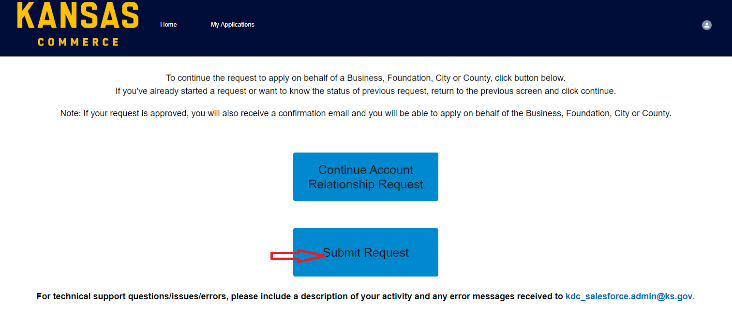 KANSAS
COMMERCE
Home
My Applications
To continue the request to apply on behalf of a Business, Foundation, City or County, click button below.
If you've already started a request or want to know the status of previous request, return to the previous screen and click continue.
Note: If your request is approved, you will also receive a confirmation email and you will be able to apply on behalf of the Business, Foundation, City or County.
Continue Account
Relationship Request
Submit Request
For technical support questions/issues/errors, please include a description of your activity and any error messages received to kdc_salesforce.admin@ks.gov.